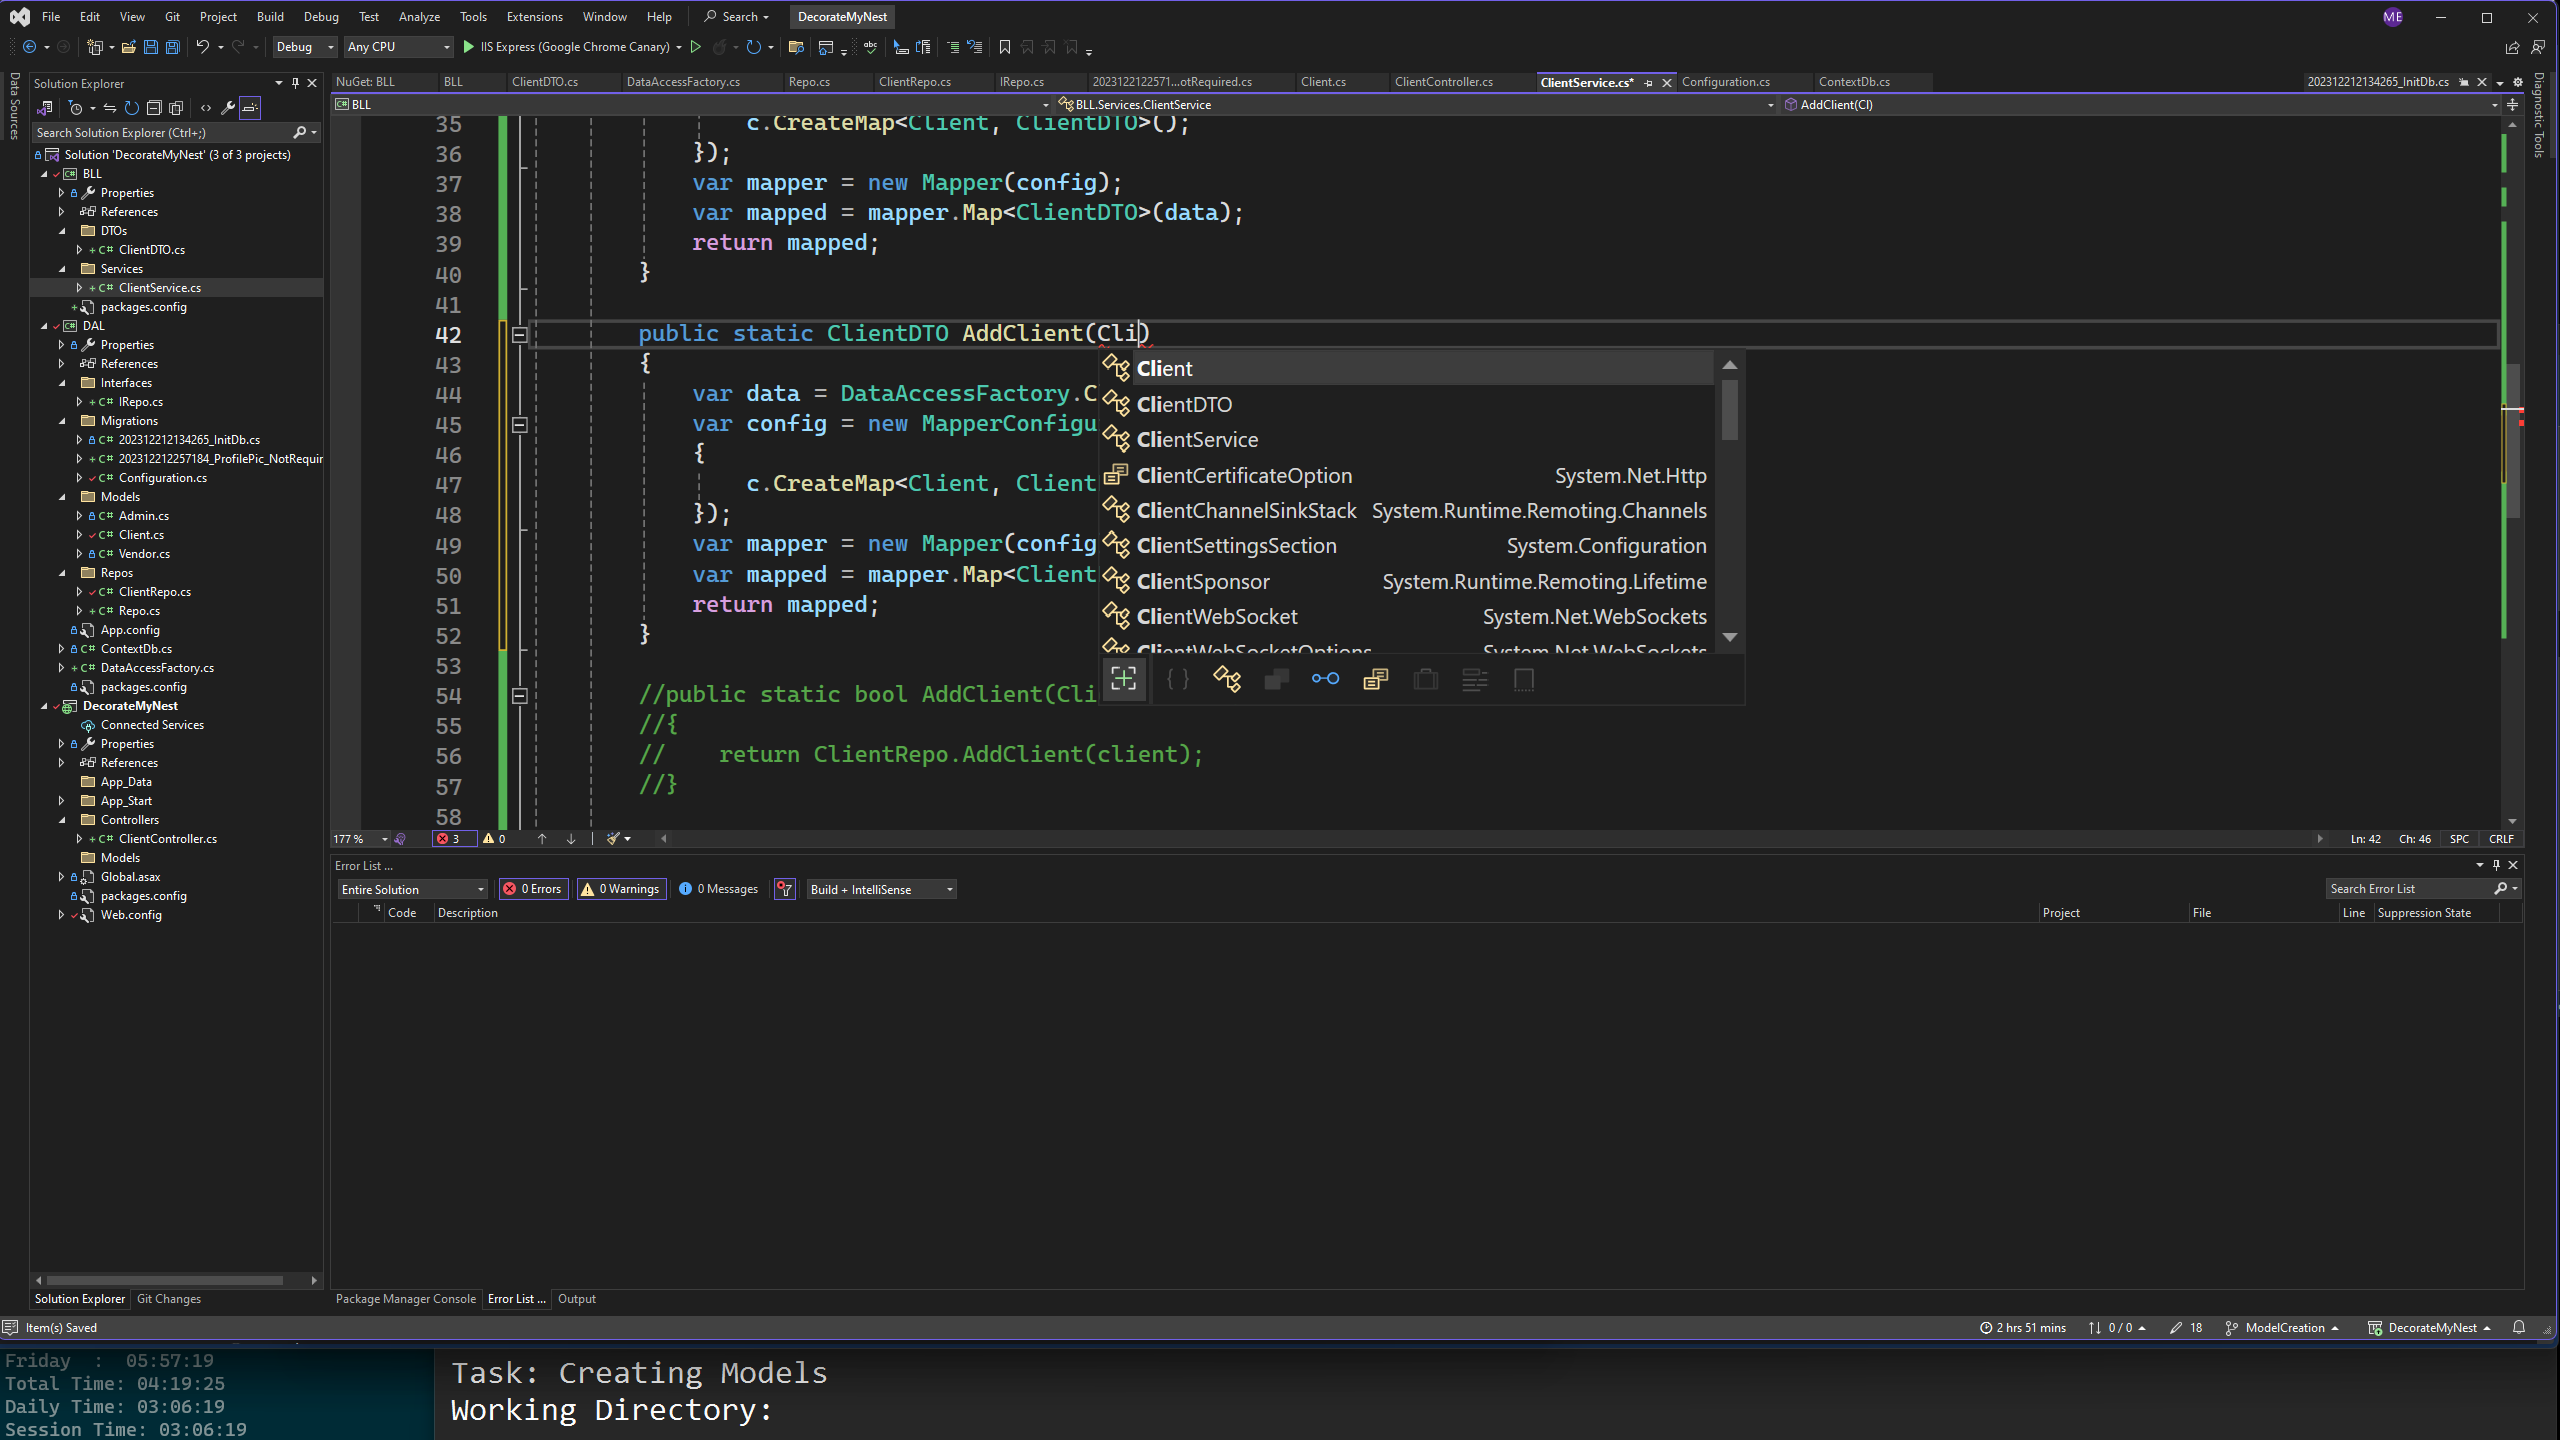 File Edit View Git Project Build Debug Test Analyze Tools Extensions Window Help Search DecorateMyNest ME
Debug Any CPU IIS Express (Google Chrome Canary)
Data Sources
Solution Explorer
Search Solution Explorer (Ctrl+;)
Solution 'DecorateMyNest' (3 of 3 projects)
BLL
Properties
References
DTOs
C# ClientDTO.cs
Services
C# ClientService.cs
packages.config
DAL
Properties
References
Interfaces
C# IRepo.cs
Migrations
C# 202312212134265_InitDb.cs
C# 202312212257184_ProfilePic_NotRequir
C# Configuration.cs
Models
C# Admin.cs
C# Client.cs
C# Vendor.cs
Repos
C# ClientRepo.cs
C# Repo.cs
App.config
C# ContextDb.cs
C# DataAccessFactory.cs
packages.config
DecorateMyNest
Connected Services
Properties
References
App_Data
App_Start
Controllers
C# ClientController.cs
Models
Global.asax
packages.config
Web.config
Solution Explorer Git Changes
NuGet: BLL BLL ClientDTO.cs DataAccessFactory.cs Repo.cs ClientRepo.cs IRepo.cs 2023122122571...otRequired.cs Client.cs ClientController.cs ClientService.cs* Configuration.cs ContextDb.cs 202312212134265_InitDb.cs
C# BLL BLL.Services.ClientService AddClient(Cl)
Diagnostic Tools
35 c.CreateMap<Client, ClientDTO>();
36 });
37 var mapper = new Mapper(config);
38 var mapped = mapper.Map<ClientDTO>(data);
39 return mapped;
40 }
41
42 public static ClientDTO AddClient(Cli)
43 {
44 var data = DataAccessFactory.C
45 var config = new MapperConfigu
46 {
47 c.CreateMap<Client, Client
48 });
49 var mapper = new Mapper(config
50 var mapped = mapper.Map<Client
51 return mapped;
52 }
53
54 //public static bool AddClient(Cli
55 //{
56 // return ClientRepo.AddClient(client);
57 //}
58
Client
ClientDTO
ClientService
ClientCertificateOption System.Net.Http
ClientChannelSinkStack System.Runtime.Remoting.Channels
ClientSettingsSection System.Configuration
ClientSponsor System.Runtime.Remoting.Lifetime
ClientWebSocket System.Net.WebSockets
ClientWebSocketOptions System.Net.WebSockets
177 % 3 0 Ln: 42 Ch: 46 SPC CRLF
Error List ...
Entire Solution 0 Errors 0 Warnings 0 Messages Build + IntelliSense Search Error List
Code Description Project File Line Suppression State
Package Manager Console Error List ... Output
Item(s) Saved 2 hrs 51 mins 0 / 0 18 ModelCreation DecorateMyNest
Friday : 05:57:19
Total Time: 04:19:25
Daily Time: 03:06:19
Session Time: 03:06:19
Task: Creating Models
Working Directory: